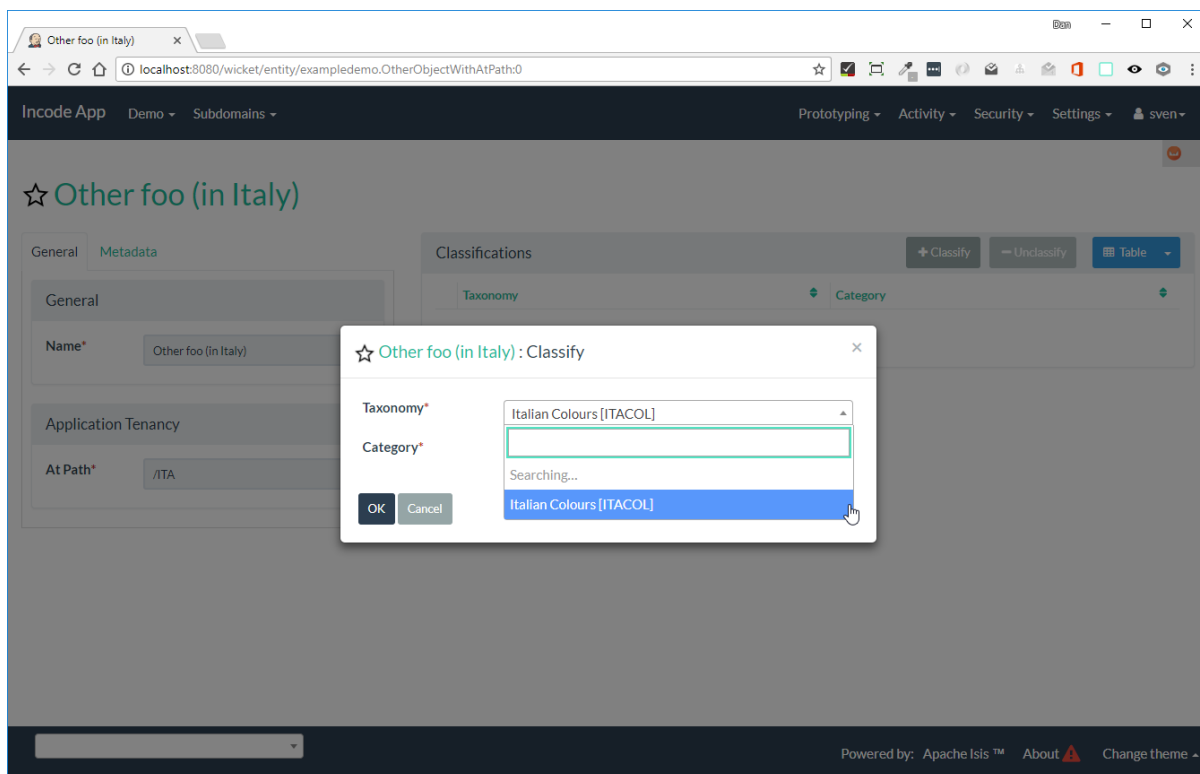 Dan
Other foo (in Italy)
localhost:8080/wicket/entity/exampledemo.OtherObjectWithAtPath:0
Incode App Demo Subdomains Prototyping Activity Security Settings sven
Other foo (in Italy)
General Metadata
Classifications + Classify − Unclassify Table
Taxonomy Category
General
Name* Other foo (in Italy)
Application Tenancy
At Path* /ITA
Other foo (in Italy) : Classify ×
Taxonomy* Italian Colours [ITACOL]
Category*
Searching...
Italian Colours [ITACOL]
OK Cancel
Powered by: Apache Isis ™ About Change theme